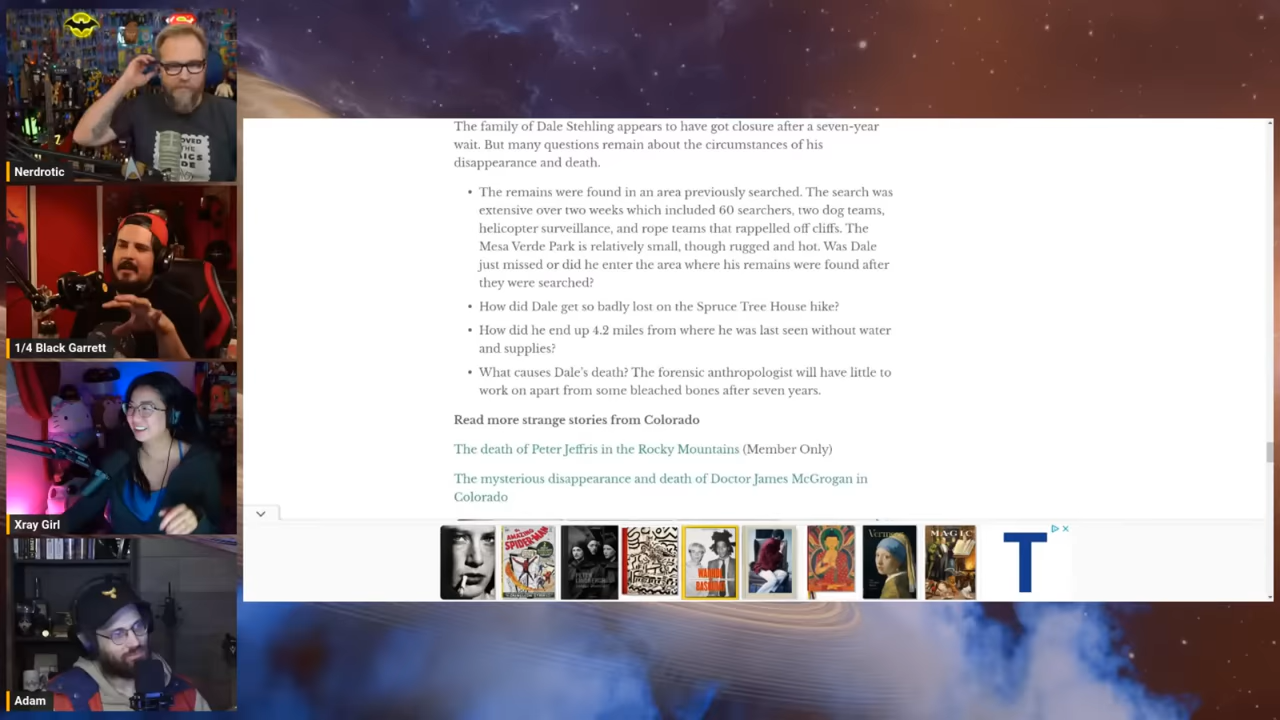 Nerdrotic
1/4 Black Garrett
Xray Girl
Adam
The family of Dale Stehling appears to have got closure after a seven-year
wait. But many questions remain about the circumstances of his
disappearance and death.
• The remains were found in an area previously searched. The search was
extensive over two weeks which included 60 searchers, two dog teams,
helicopter surveillance, and rope teams that rappelled off cliffs. The
Mesa Verde Park is relatively small, though rugged and hot. Was Dale
just missed or did he enter the area where his remains were found after
they were searched?
• How did Dale get so badly lost on the Spruce Tree House hike?
• How did he end up 4.2 miles from where he was last seen without water
and supplies?
• What causes Dale's death? The forensic anthropologist will have little to
work on apart from some bleached bones after seven years.
Read more strange stories from Colorado
The death of Peter Jeffris in the Rocky Mountains (Member Only)
The mysterious disappearance and death of Doctor James McGrogan in
Colorado
SPIDER-MAN
WARHOL
BASQUIAT
Vermeer
MAGIC
T